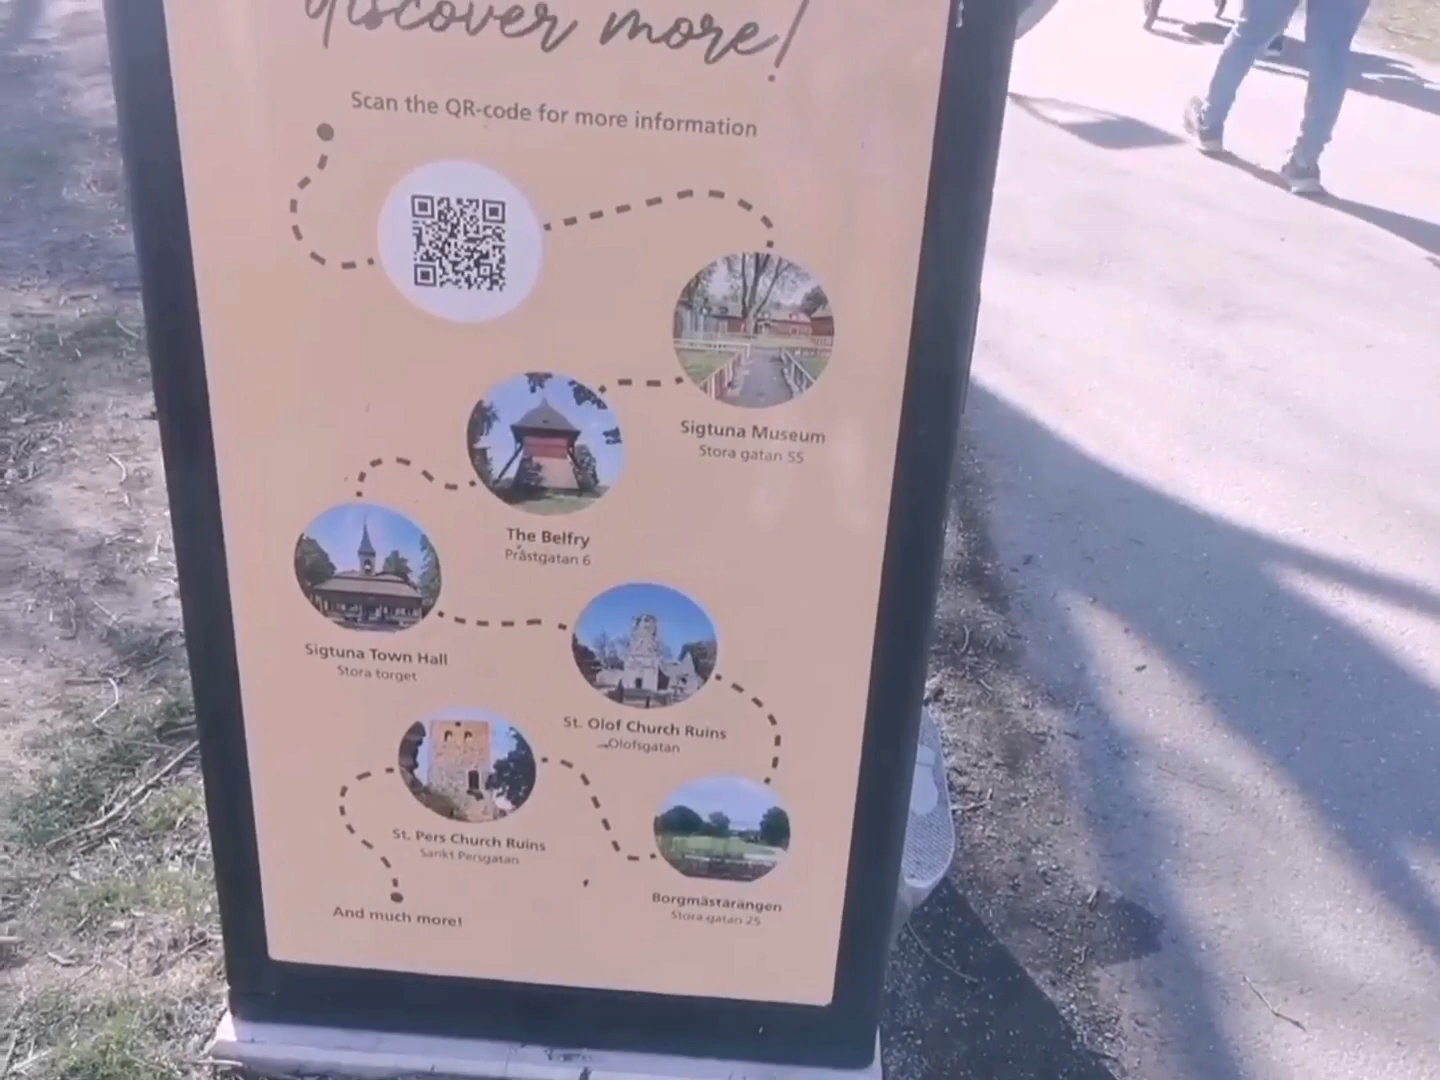 discover more!
Scan the QR-code for more information
Sigtuna Museum
Stora gatan 55
The Belfry
Prästgatan 6
Sigtuna Town Hall
Stora torget
St. Olof Church Ruins
Olofsgatan
St. Pers Church Ruins
Sankt Persgatan
Borgmästarängen
Stora gatan 25
And much more!